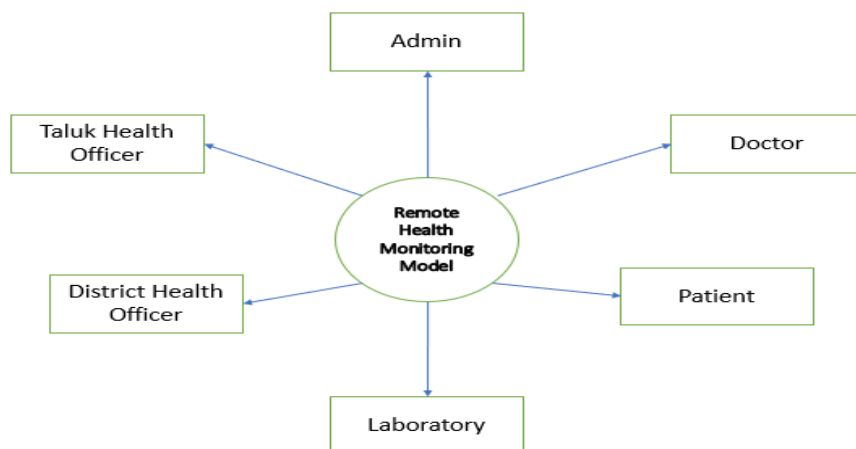 Admin
Taluk Health
Officer
Doctor
Remote
Health
Monitoring
Model
District Health
Officer
Patient
Laboratory